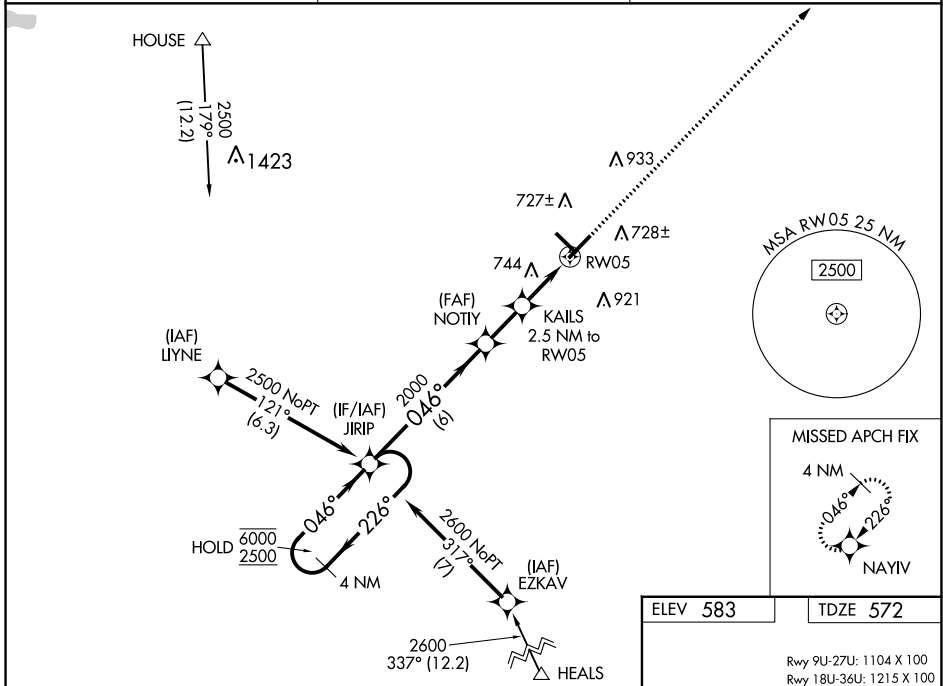 HOUSE
2500
179°
(12.2)
1423
933
727±
728±
744
RW05
921
MSA RW05 25 NM
2500
(FAF)
NOTIY
KAILS
2.5 NM to
RW05
(IAF)
LIYNE
2500 NoPT
121°
(6.3)
(IF/IAF)
JIRIP
2000
046°
(6)
MISSED APCH FIX
4 NM
046°
226°
NAYIV
046°
226°
HOLD 6000
2500
4 NM
2600 NoPT
317°
(7)
(IAF)
EZKAV
2600
337° (12.2)
HEALS
ELEV 583
TDZE 572
Rwy 9U-27U: 1104 X 100
Rwy 18U-36U: 1215 X 100